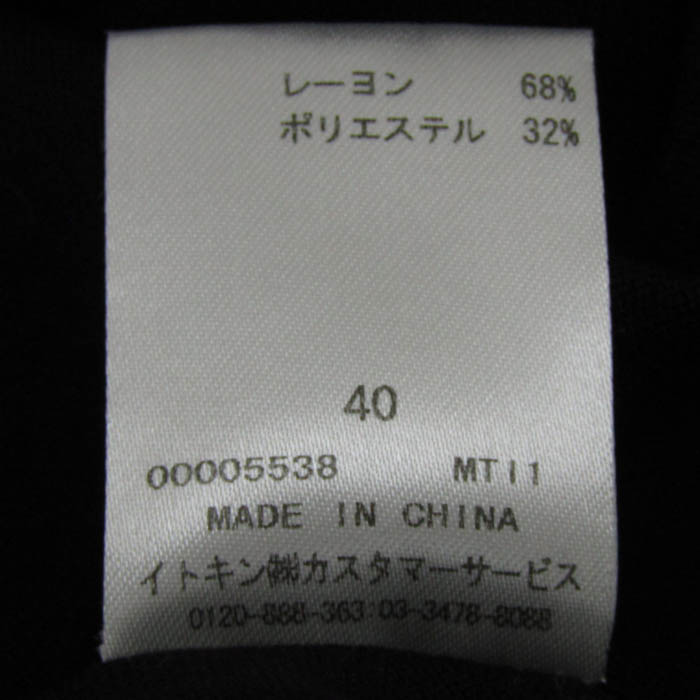 レーヨン 68%
ポリエステル 32%
40
00005538 MTI1
MADE IN CHINA
イトキン㈱カスタマーサービス
0120-888-363:03-3478-8088